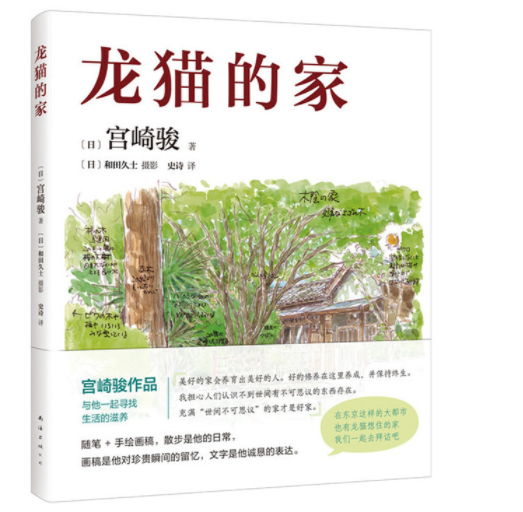 龙猫的家
〔日〕宫崎骏 著
〔日〕和田久士 摄影 史诗 译
龙猫的家
〔日〕宫崎骏 著
〔日〕和田久士 摄影
史诗 译
南海出版公司
宫崎骏作品
与他一起寻找
生活的滋养
美好的家会养育出美好的人，好的修养在这里养成，并保持终生。
我担心人们认识不到世间有不可思议的东西存在。
充满“世间不可思议”的家才是好家。
随笔 + 手绘画稿，散步是他的日常，
画稿是他对珍贵瞬间的留忆，文字是他诚恳的表达。
在东京这样的大都市
也有龙猫想住的家
我们一起去拜访吧